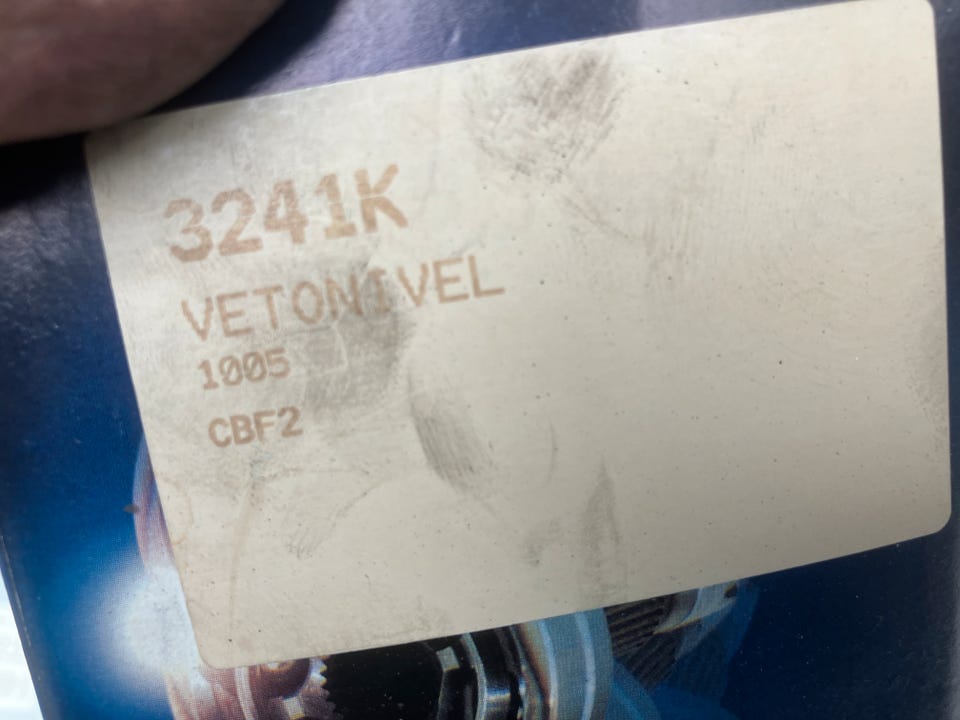 3241K
VETONIVEL
1005
CBF2